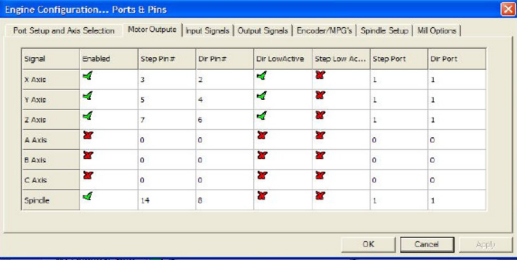 Engine Configuration... Ports & Pins
Port Setup and Axis Selection Motor Outputs Input Signals Output Signals Encoder/MPG's Spindle Setup Mill Options
Signal Enabled Step Pin# Dir Pin# Dir LowActive Step Low Ac... Step Port Dir Port
X Axis 3 2 1 1
Y Axis 5 4 1 1
Z Axis 7 6 1 1
A Axis 0 0 0 0
B Axis 0 0 0 0
C Axis 0 0 0 0
Spindle 14 8 1 1
OK Cancel Apply